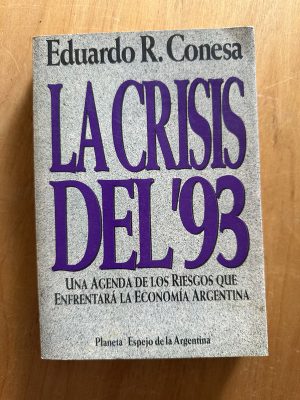 Eduardo R. Conesa
LA CRISIS
DEL '93
UNA AGENDA DE LOS RIESGOS QUE
ENFRENTARÁ LA ECONOMÍA ARGENTINA
Planeta Espejo de la Argentina